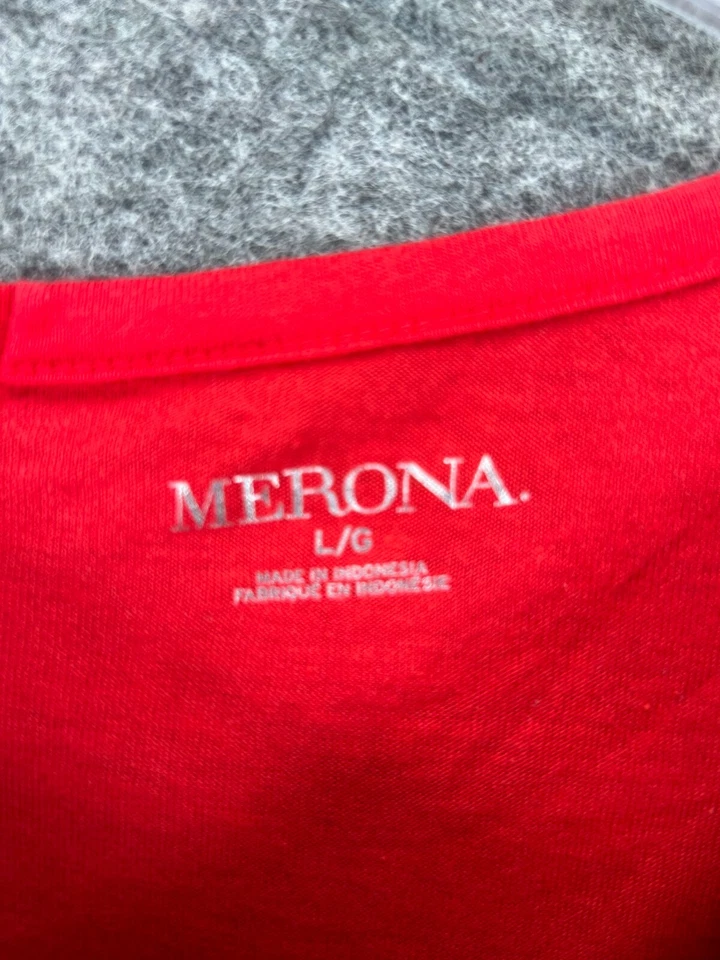 MERONA.
L/G
MADE IN INDONESIA
FABRIQUÉ EN INDONÉSIE